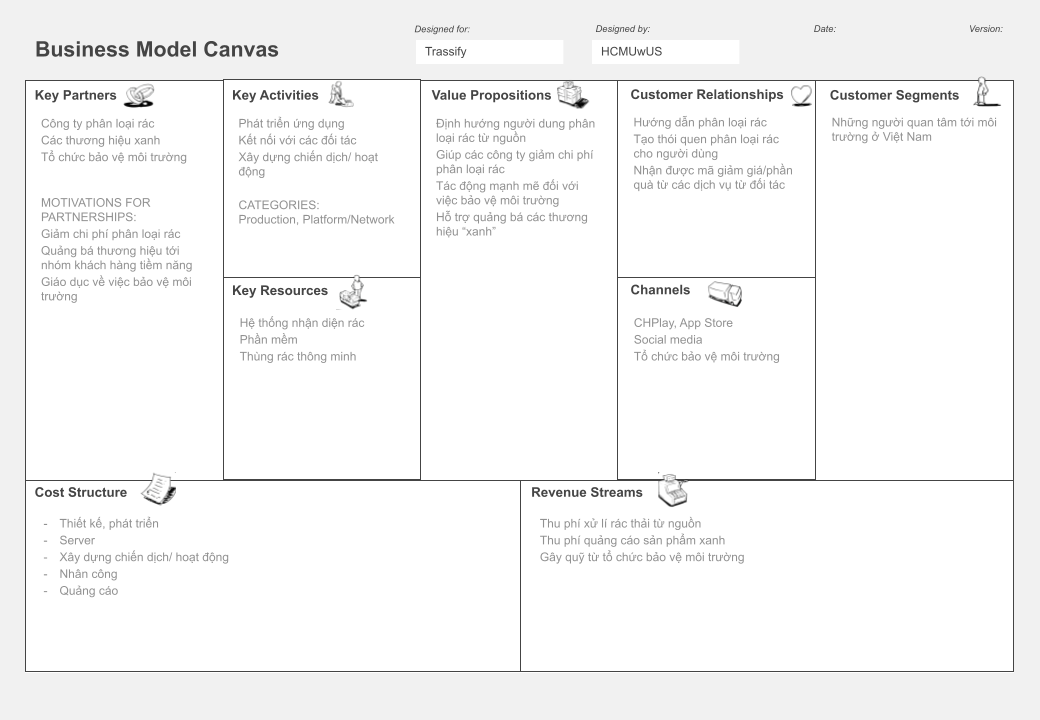 Designed for:
Designed by:
Date:
Version:
Business Model Canvas
Trassify
HCMUwUS
Key Partners
Công ty phân loại rác
Các thương hiệu xanh
Tổ chức bảo vệ môi trường
MOTIVATIONS FOR
PARTNERSHIPS:
Giảm chi phí phân loại rác
Quảng bá thương hiệu tới
nhóm khách hàng tiềm năng
Giáo dục về việc bảo vệ môi
trường
Key Activities
Phát triển ứng dụng
Kết nối với các đối tác
Xây dựng chiến dịch/ hoạt
động
CATEGORIES:
Production, Platform/Network
Key Resources
Hệ thống nhận diện rác
Phần mềm
Thùng rác thông minh
Value Propositions
Định hướng người dung phân
loại rác từ nguồn
Giúp các công ty giảm chi phí
phân loại rác
Tác động mạnh mẽ đối với
việc bảo vệ môi trường
Hỗ trợ quảng bá các thương
hiệu “xanh”
Customer Relationships
Hướng dẫn phân loại rác
Tạo thói quen phân loại rác
cho người dùng
Nhận được mã giảm giá/phần
quà từ các dịch vụ từ đối tác
Channels
CHPlay, App Store
Social media
Tổ chức bảo vệ môi trường
Customer Segments
Những người quan tâm tới môi
trường ở Việt Nam
Cost Structure
- Thiết kế, phát triển
- Server
- Xây dựng chiến dịch/ hoạt động
- Nhân công
- Quảng cáo
Revenue Streams
Thu phí xử lí rác thải từ nguồn
Thu phí quảng cáo sản phẩm xanh
Gây quỹ từ tổ chức bảo vệ môi trường